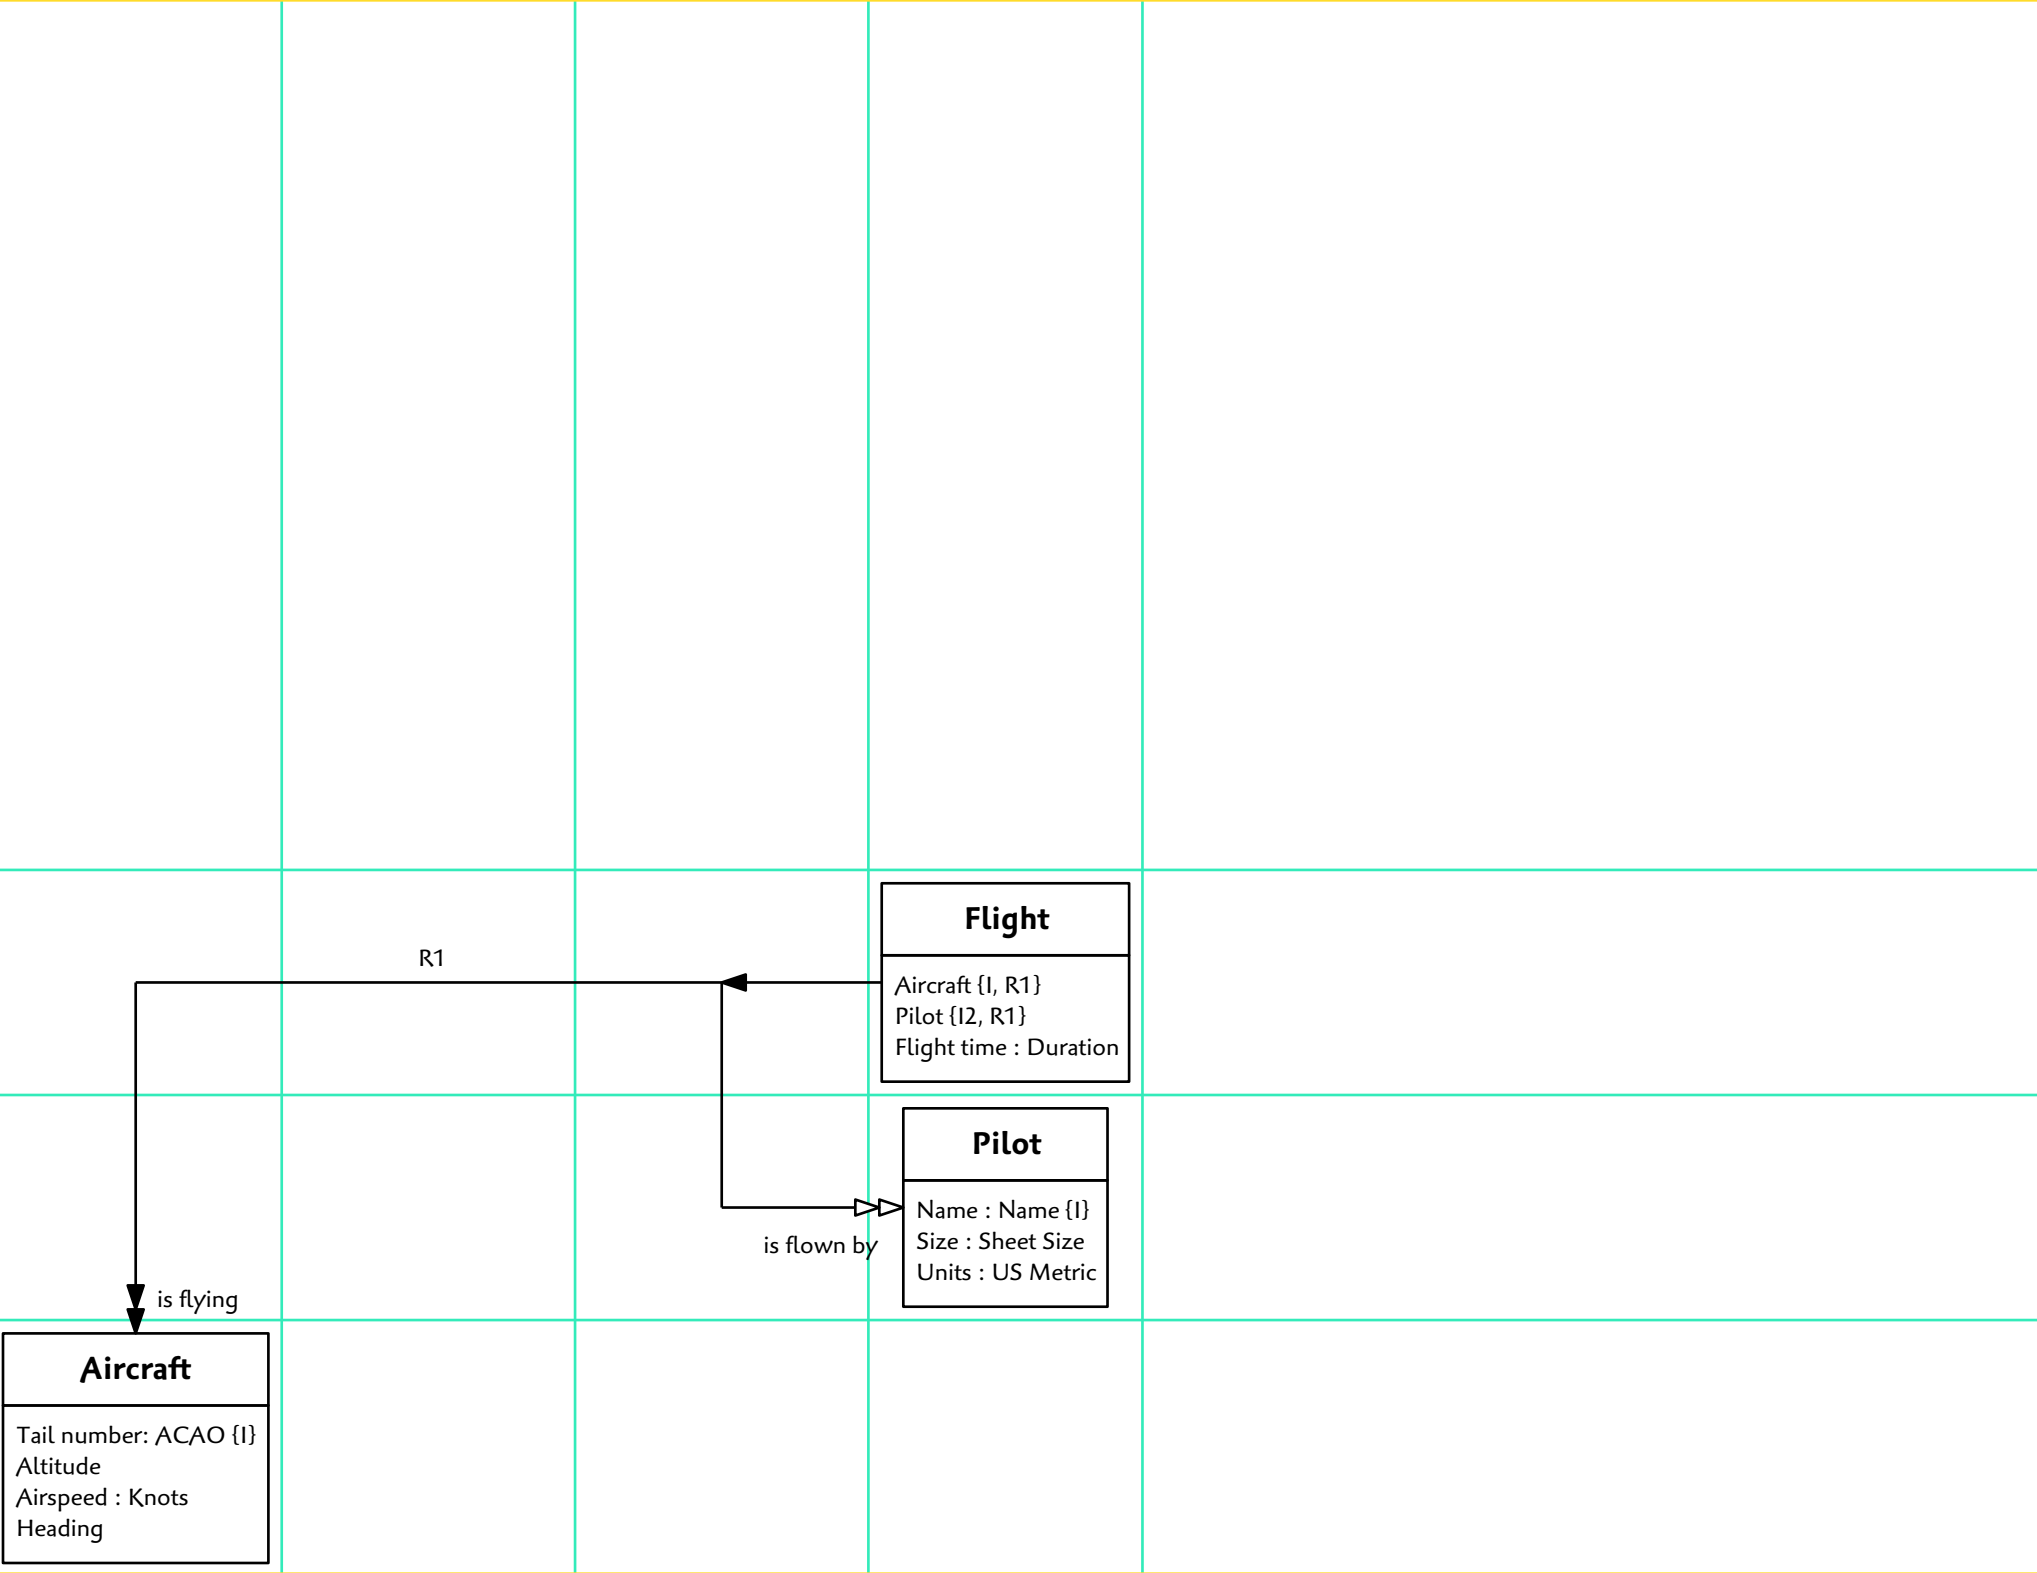 Flight
Aircraft {I, R1}
Pilot {I2, R1}
Flight time : Duration
R1
Pilot
Name : Name {I}
Size : Sheet Size
Units : US Metric
is flown by
is flying
Aircraft
Tail number: ACAO {I}
Altitude
Airspeed : Knots
Heading